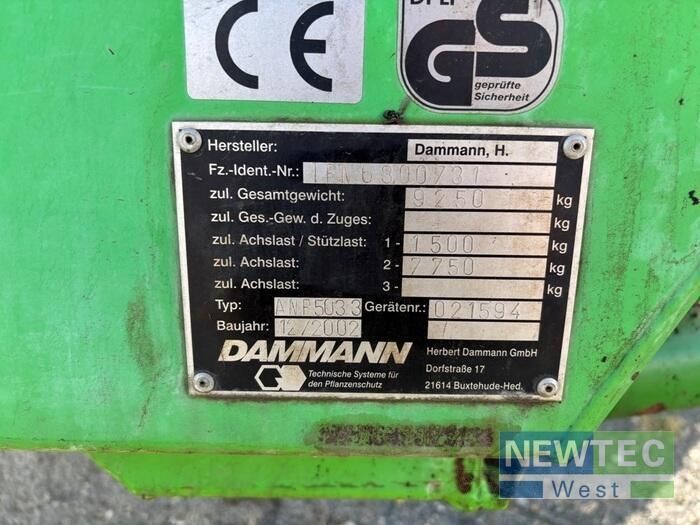 CE
DPLF
GS
geprüfte
Sicherheit
Hersteller: Dammann, H.
Fz.-Ident.-Nr.:
zul. Gesamtgewicht: 9250 kg
zul. Ges.-Gew. d. Zuges: kg
zul. Achslast / Stützlast: 1 - 1500 kg
zul. Achslast: 2 - 7750 kg
zul. Achslast: 3 - kg
Typ: ANP5033 Gerätenr.: 021594
Baujahr: 12/2002 /
DAMMANN
Technische Systeme für
den Pflanzenschutz
Herbert Dammann GmbH
Dorfstraße 17
21614 Buxtehude-Hed.
NEWTEC
West